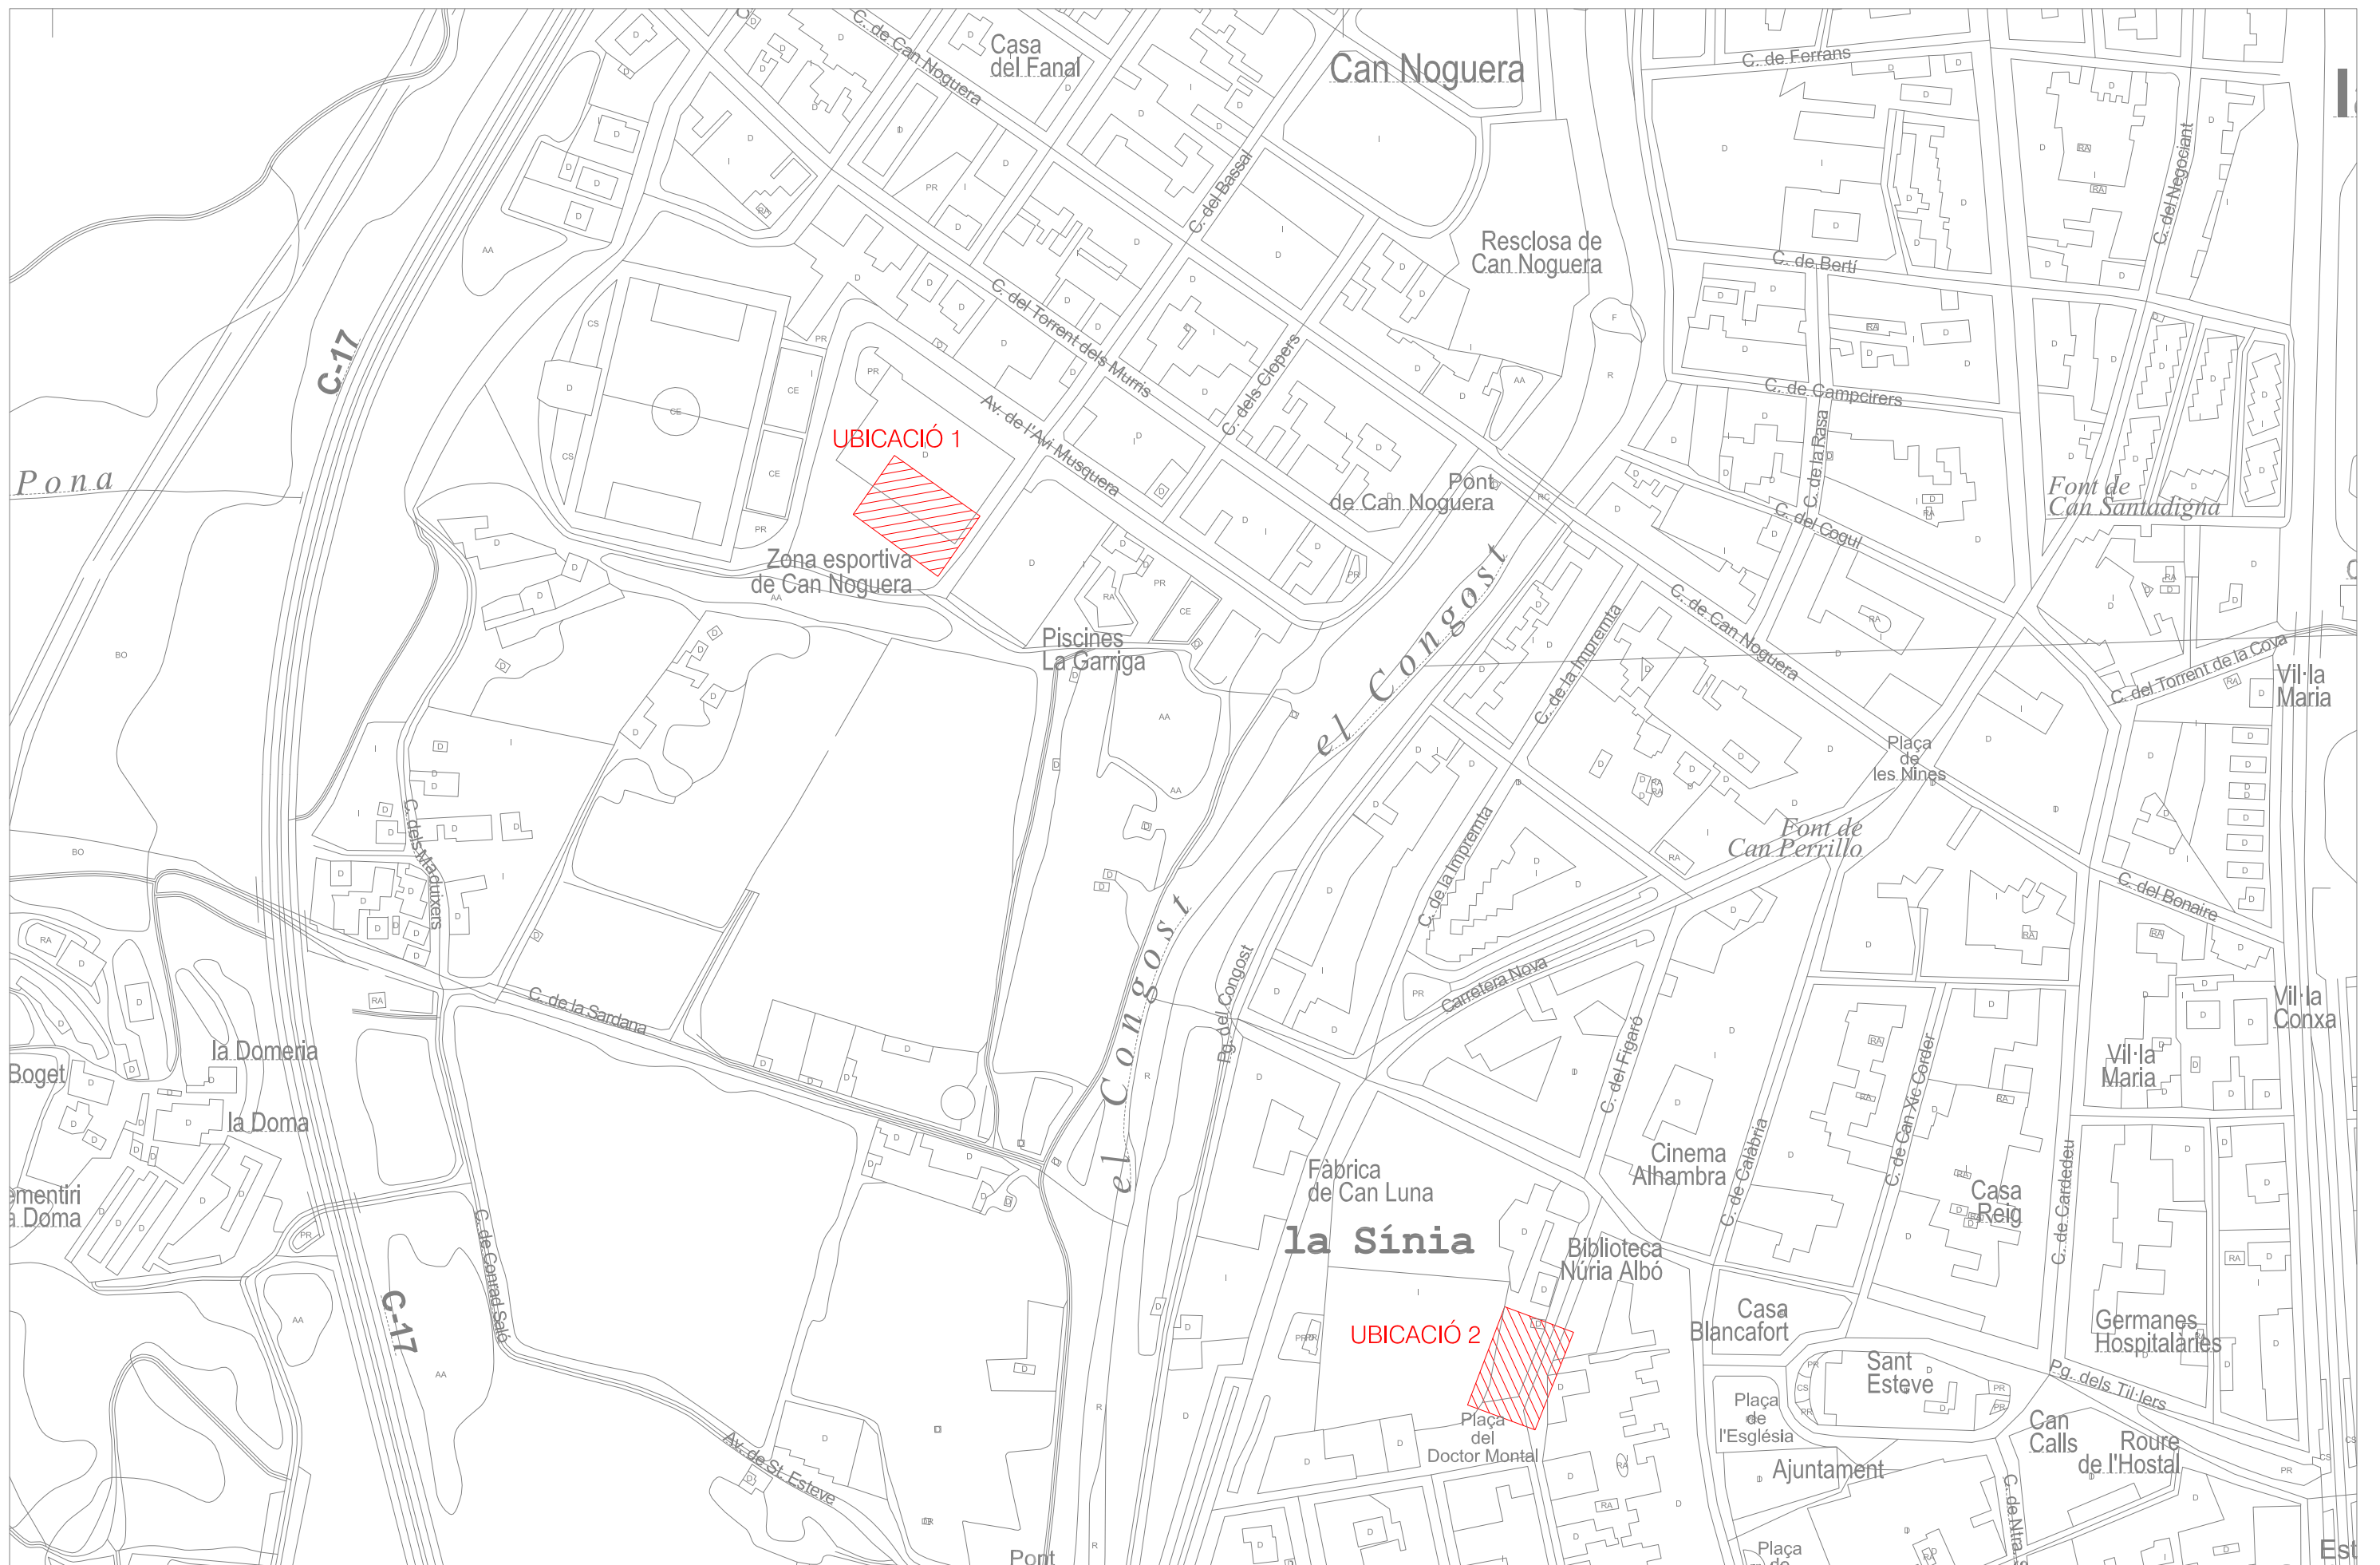 C. de Can Noguera
Casa
del Fanal
Can Noguera
C. de Ferrans
C. del Negociant
C. del Bassal
Resclosa de
Can Noguera
C. de Bertí
C-17
C. del Torrent dels Murris
C. dels Clopers
C. de Campcirers
C. de la Rasa
Av. de l'Avi Musquera
UBICACIÓ 1
Pona
Pont
de Can Noguera
Font de
Can Santadigna
C. del Cogul
Zona esportiva
de Can Noguera
el Congost
C. de Can Noguera
C. de la Impremta
Piscines
La Garriga
C. del Torrent de la Cova
Vil·la
Maria
Plaça
de
les Nines
C. dels Maquixers
C. de la Impremta
Font de
Can Perrillo
C. del Bonaire
el Congost
Pg. del Congost
Carretera Nova
C. de la Sardana
Vil·la
Conxa
la Domeria
Boget
la Doma
C. del Figaró
C. de Can Xic Corder
Vil·la
Maria
Cinema
Alhambra
C. de Calàbria
C. de Cardedeu
Fàbrica
de Can Luna
Casa
Reig
ementiri
a Doma
C. de Conrad Saló
la Sínia
Biblioteca
Núria Albó
C-17
UBICACIÓ 2
Casa
Blancafort
Germanes
Hospitalàries
Sant
Esteve
Pg. dels Til·lers
Plaça
de
l'Església
Plaça
del
Doctor Montal
Can
Calls
Roure
de l'Hostal
Ajuntament
Av. de St. Esteve
C. de Ntra.
Pont
Plaça
de
Est